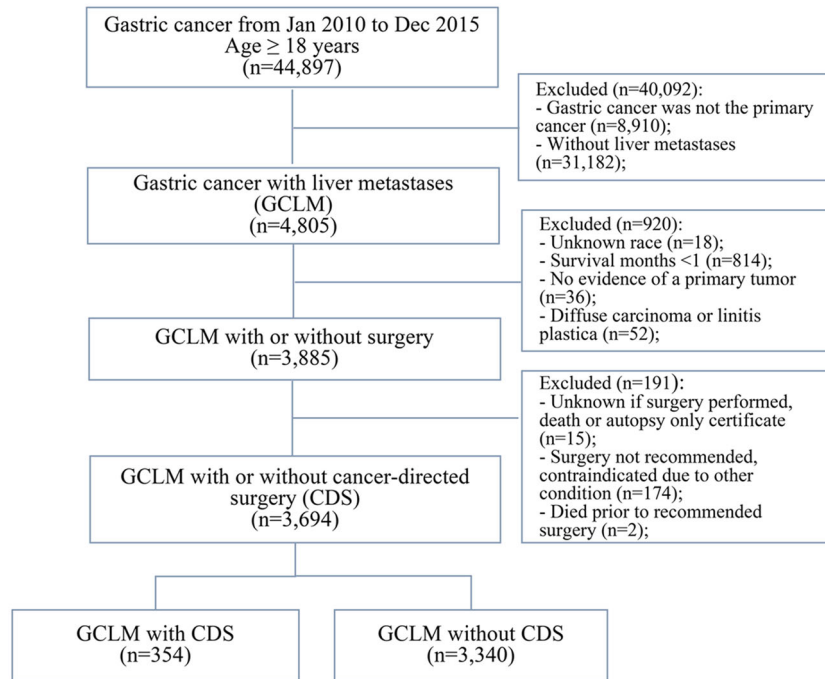 Gastric cancer from Jan 2010 to Dec 2015
Age ≥ 18 years
(n=44,897)
Excluded (n=40,092):
- Gastric cancer was not the primary
cancer (n=8,910);
- Without liver metastases
(n=31,182);
Gastric cancer with liver metastases
(GCLM)
(n=4,805)
Excluded (n=920):
- Unknown race (n=18);
- Survival months <1 (n=814);
- No evidence of a primary tumor
(n=36);
- Diffuse carcinoma or linitis
plastica (n=52);
GCLM with or without surgery
(n=3,885)
Excluded (n=191):
- Unknown if surgery performed,
death or autopsy only certificate
(n=15);
- Surgery not recommended,
contraindicated due to other
condition (n=174);
- Died prior to recommended
surgery (n=2);
GCLM with or without cancer-directed
surgery (CDS)
(n=3,694)
GCLM with CDS
(n=354)
GCLM without CDS
(n=3,340)